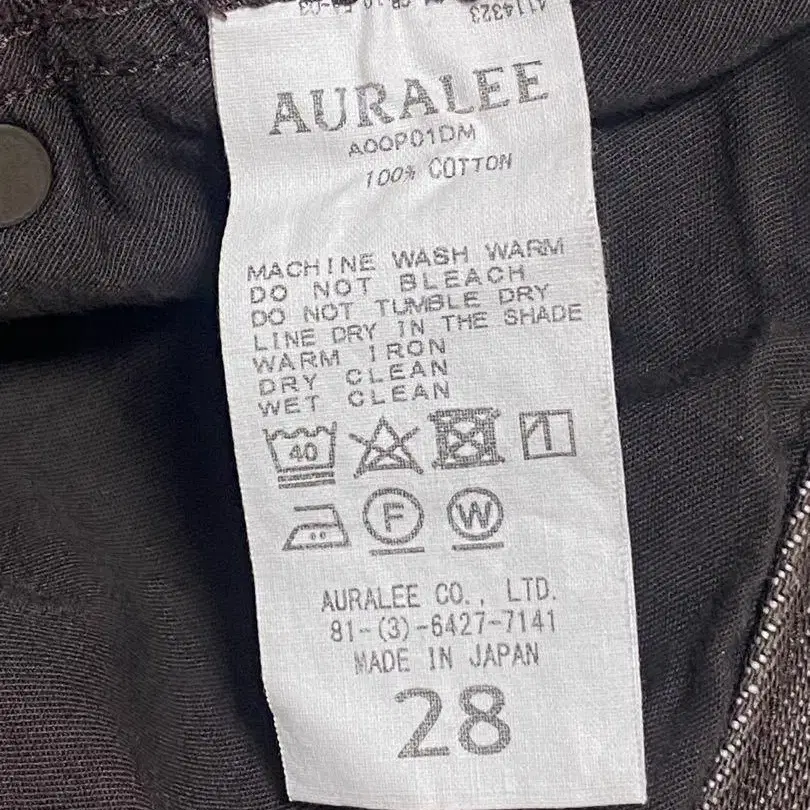 4114323
AURALEE
A00P01DM
100% COTTON
MACHINE WASH WARM
DO NOT BLEACH
DO NOT TUMBLE DRY
LINE DRY IN THE SHADE
WARM IRON
DRY CLEAN
WET CLEAN
40
F W
AURALEE CO., LTD.
81-(3)-6427-7141
MADE IN JAPAN
28